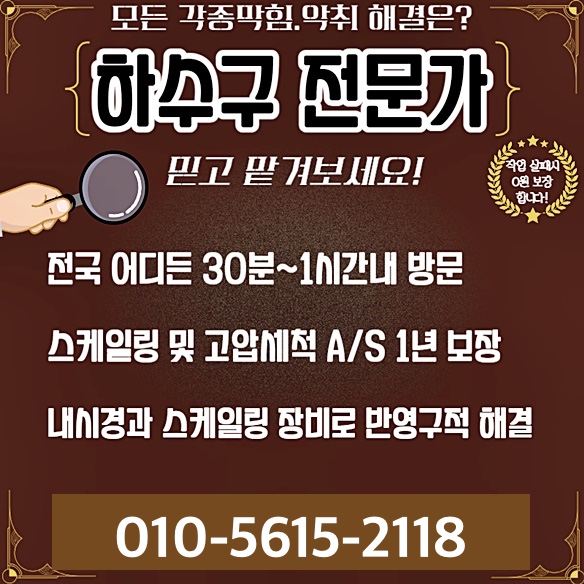 모든 각종막힘.악취 해결은?
하수구 전문가
믿고 맡겨보세요!
작업 실패시
0원 보장
합니다!
전국 어디든 30분~1시간내 방문
스케일링 및 고압세척 A/S 1년 보장
내시경과 스케일링 장비로 반영구적 해결
010-5615-2118